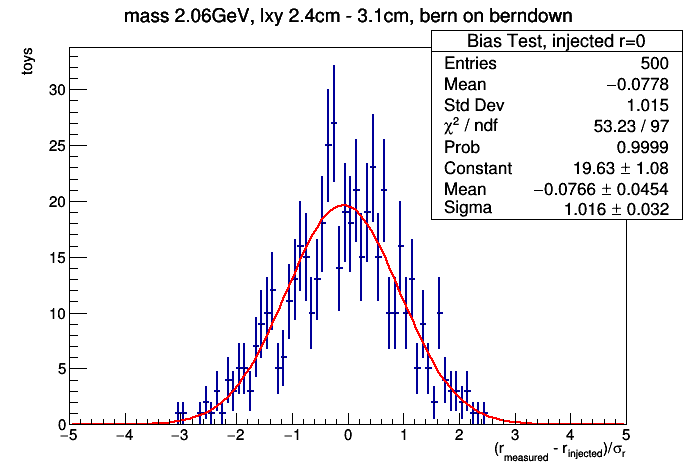 mass 2.06GeV, lxy 2.4cm - 3.1cm, bern on berndown
toys
Bias Test, injected r=0
Entries 500
Mean −0.0778
Std Dev 1.015
χ² / ndf 53.23 / 97
Prob 0.9999
Constant 19.63 ± 1.08
Mean −0.0766 ± 0.0454
Sigma 1.016 ± 0.032
30
25
20
15
10
5
0
−5 −4 −3 −2 −1 0 1 2 3 4 5
(r_measured - r_injected)/σ_r